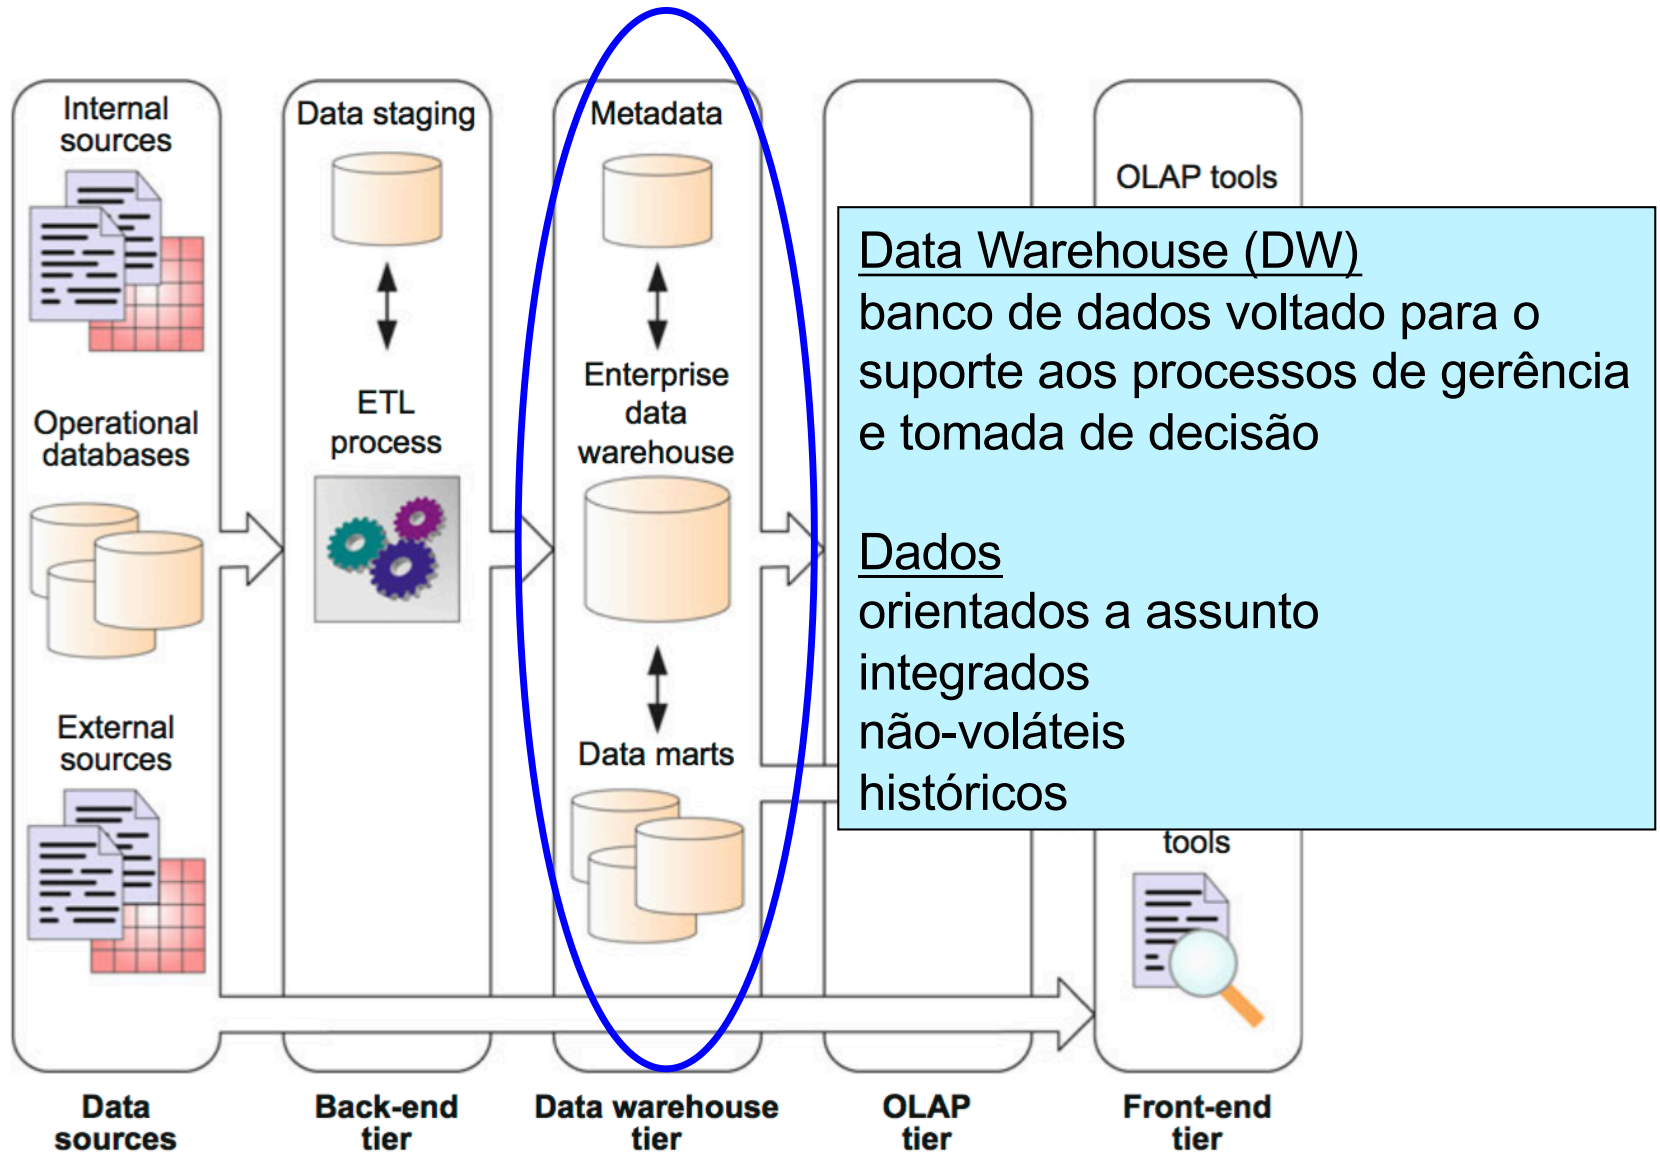 Internal
sources
Operational
databases
External
sources
Data
sources
Data staging
ETL
process
Back-end
tier
Metadata
Enterprise
data
warehouse
Data marts
Data warehouse
tier
OLAP
tier
OLAP tools
tools
Front-end
tier
Data Warehouse (DW)
banco de dados voltado para o
suporte aos processos de gerência
e tomada de decisão
Dados
orientados a assunto
integrados
não-voláteis
históricos